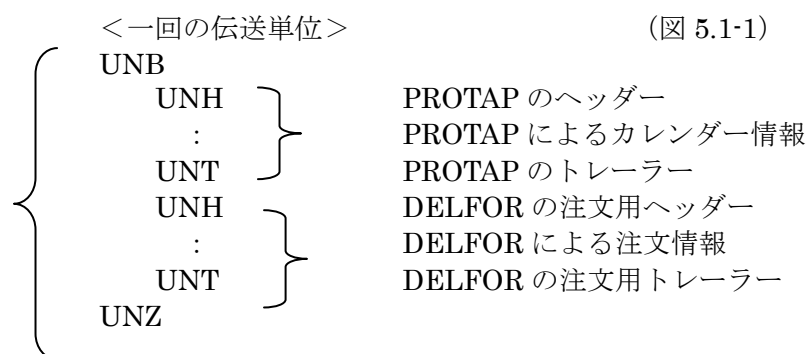 ＜一回の伝送単位＞ (図 5.1-1)
UNB
UNH PROTAP のヘッダー
: PROTAP によるカレンダー情報
UNT PROTAP のトレーラー
UNH DELFOR の注文用ヘッダー
: DELFOR による注文情報
UNT DELFOR の注文用トレーラー
UNZ